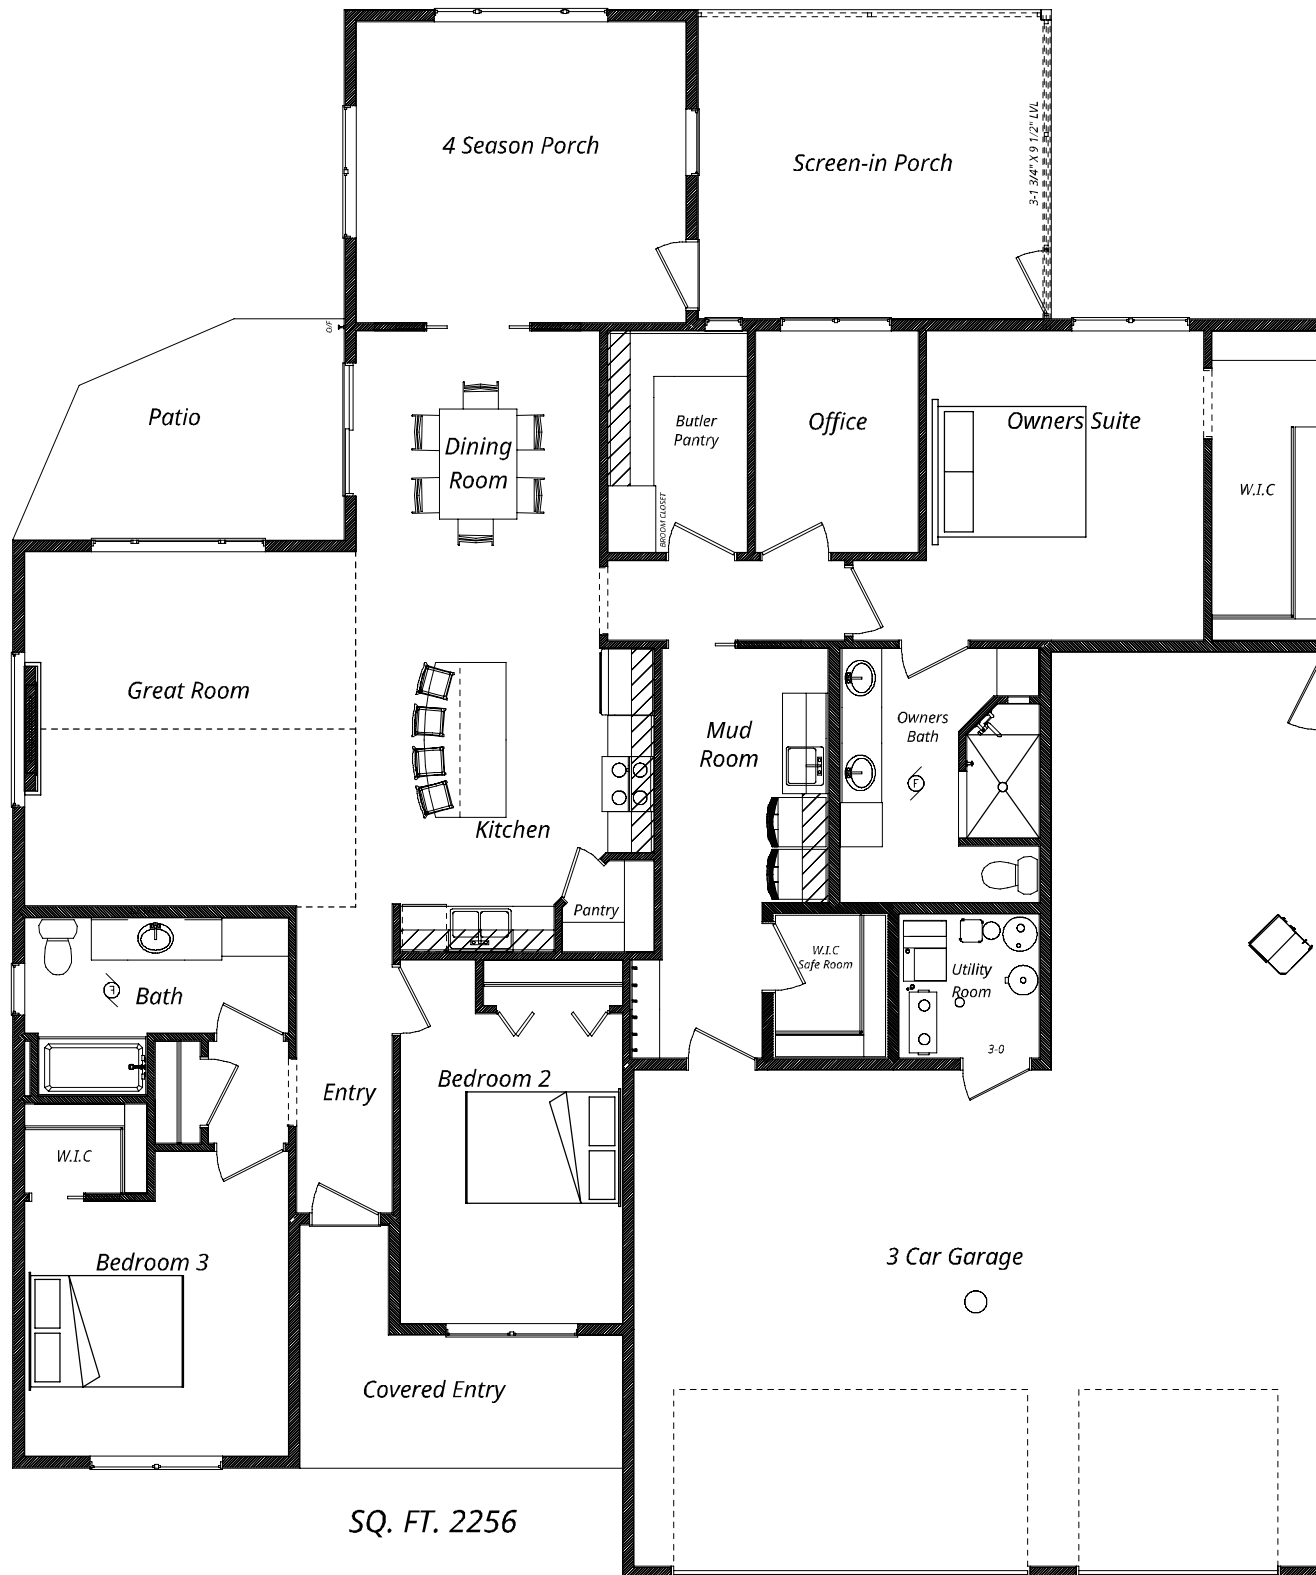 4 Season Porch
Screen-in Porch
3-1 3/4" X 9 1/2" LVL
O/F
Patio
Dining
Room
Butler
Pantry
BROOM CLOSET
Office
Owners Suite
W.I.C
Great Room
Kitchen
Mud
Room
Owners
Bath
F
Pantry
W.I.C
Safe Room
Utility
Room
3-0
Bath
F
Entry
Bedroom 2
W.I.C
Bedroom 3
3 Car Garage
Covered Entry
SQ. FT. 2256